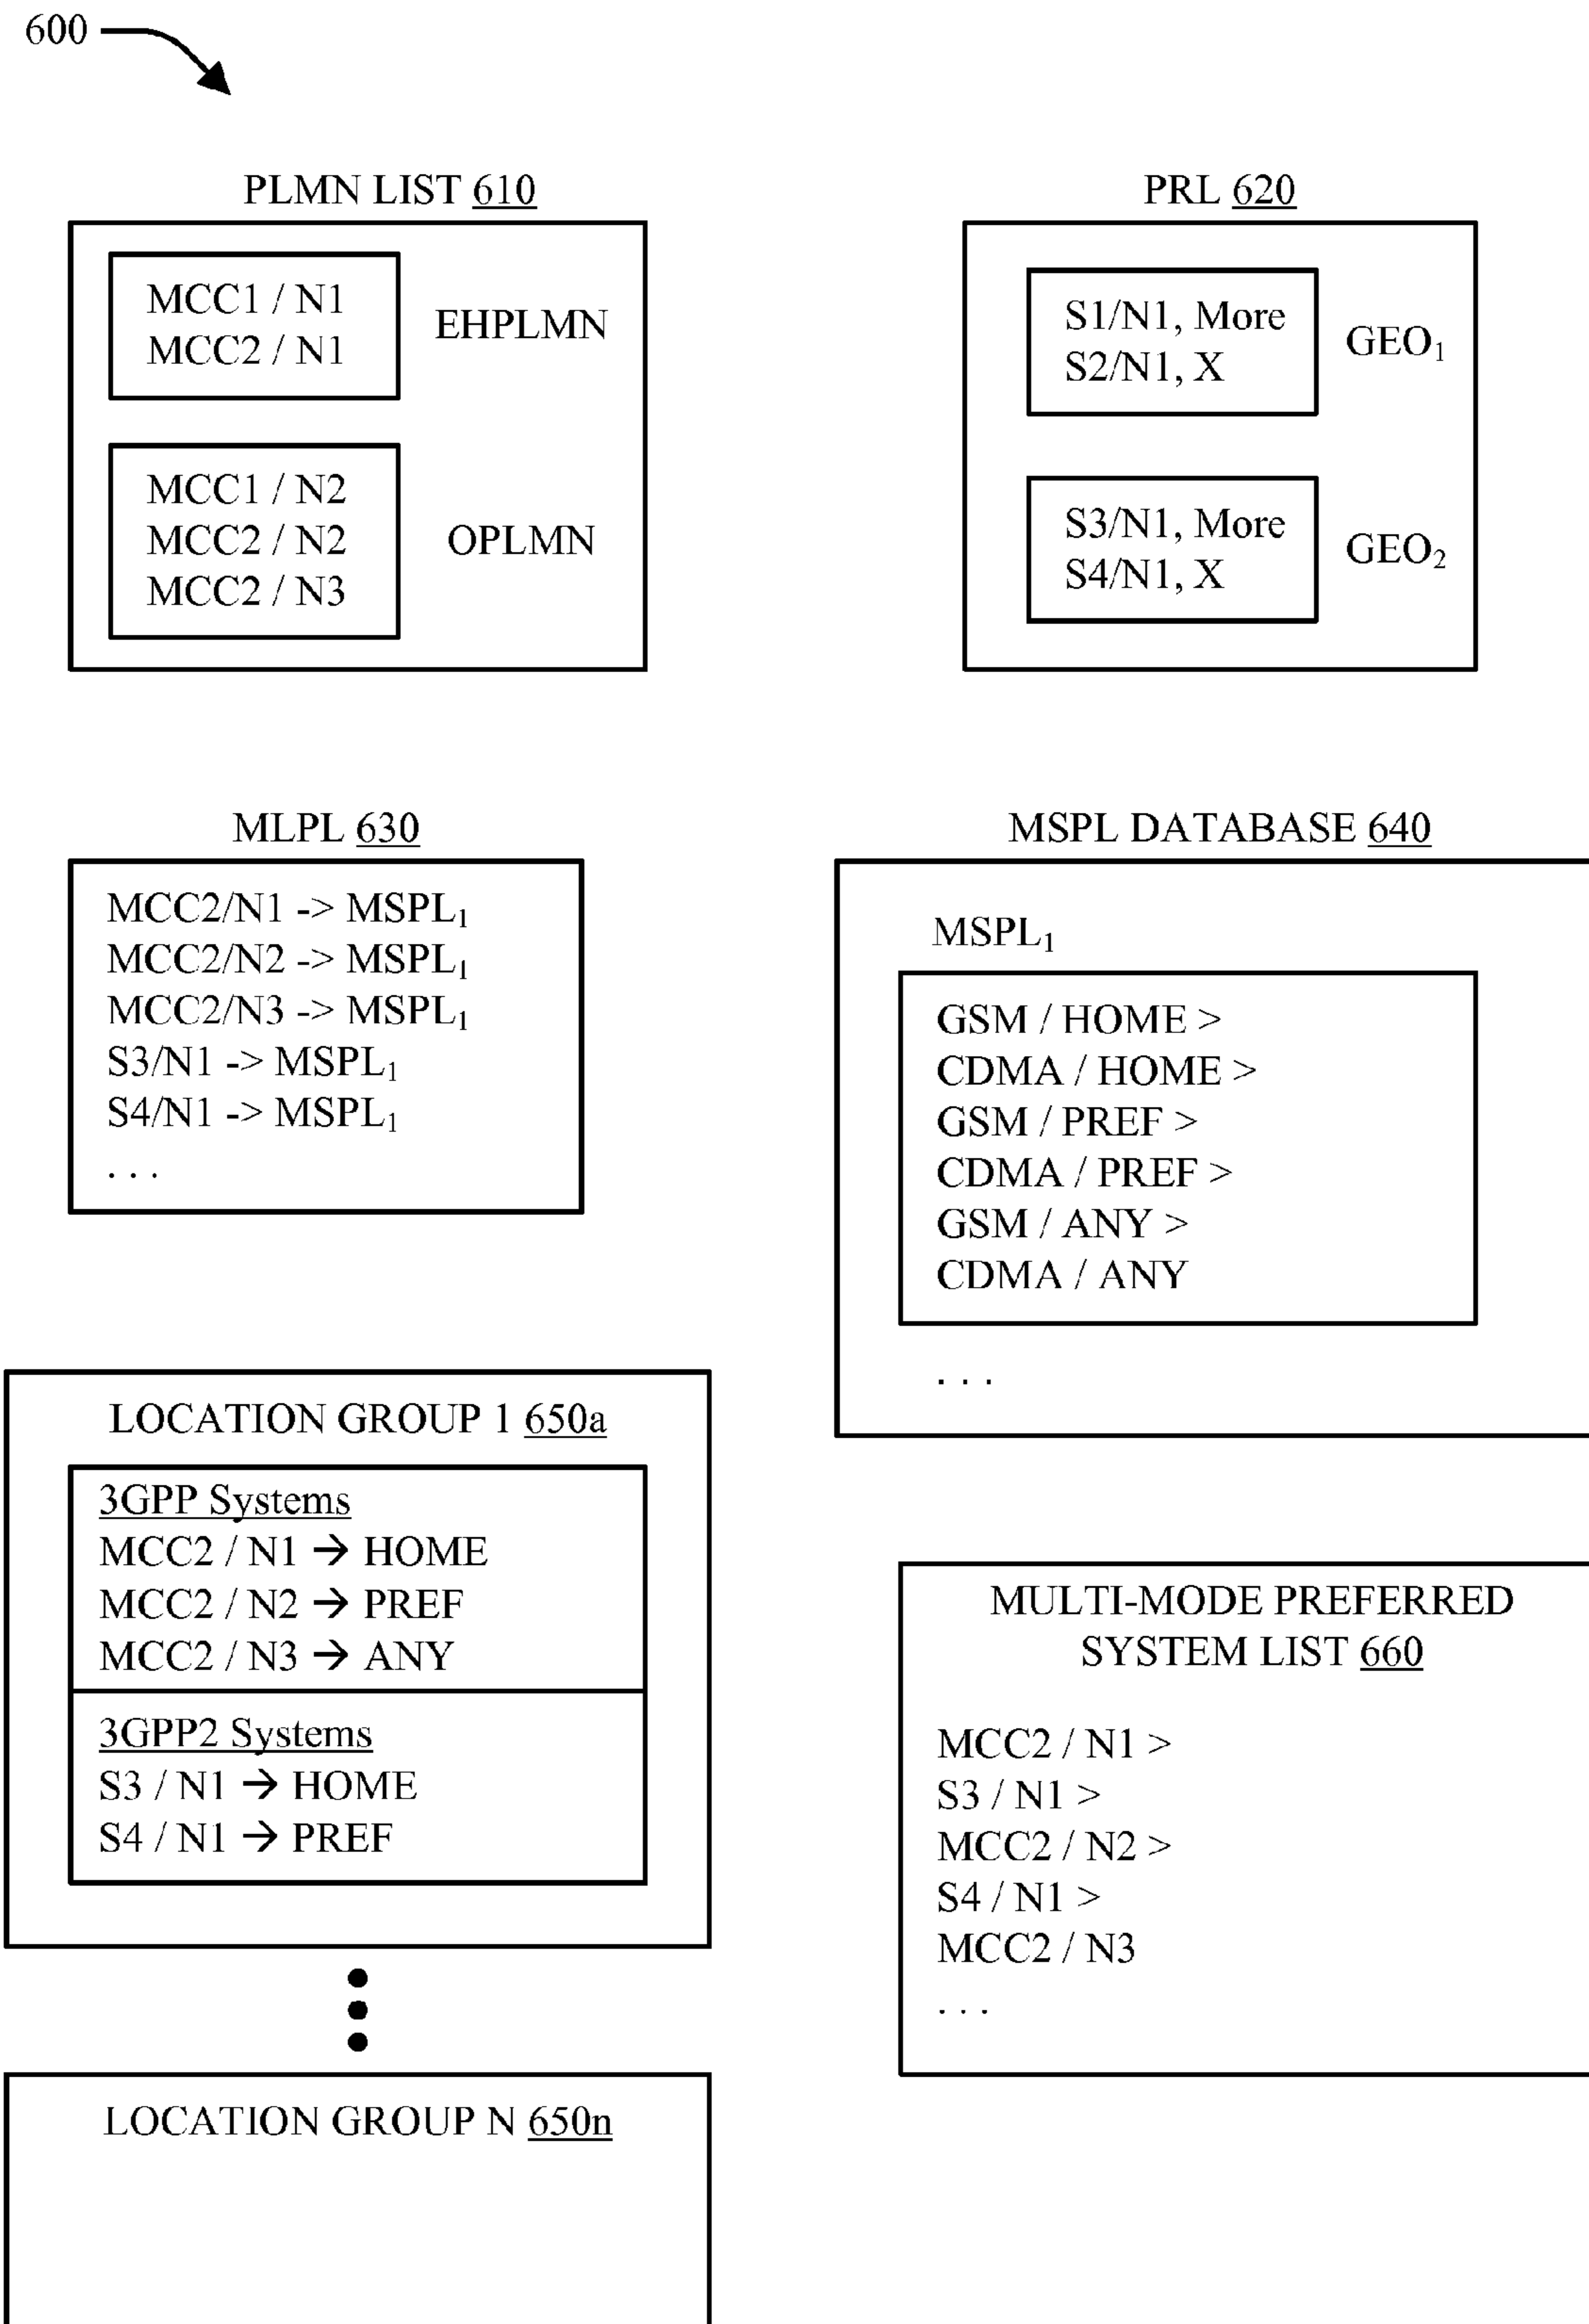 600
PLMN LIST 610
MCC1 / N1
MCC2 / N1
EHPLMN
MCC1 / N2
MCC2 / N2
MCC2 / N3
OPLMN
PRL 620
S1/N1, More
S2/N1, X
GEO₁
S3/N1, More
S4/N1, X
GEO₂
MLPL 630
MCC2/N1 -> MSPL₁
MCC2/N2 -> MSPL₁
MCC2/N3 -> MSPL₁
S3/N1 -> MSPL₁
S4/N1 -> MSPL₁
. . .
MSPL DATABASE 640
MSPL₁
GSM / HOME >
CDMA / HOME >
GSM / PREF >
CDMA / PREF >
GSM / ANY >
CDMA / ANY
. . .
LOCATION GROUP 1 650a
3GPP Systems
MCC2 / N1 → HOME
MCC2 / N2 → PREF
MCC2 / N3 → ANY
3GPP2 Systems
S3 / N1 → HOME
S4 / N1 → PREF
LOCATION GROUP N 650n
MULTI-MODE PREFERRED
SYSTEM LIST 660
MCC2 / N1 >
S3 / N1 >
MCC2 / N2 >
S4 / N1 >
MCC2 / N3
. . .